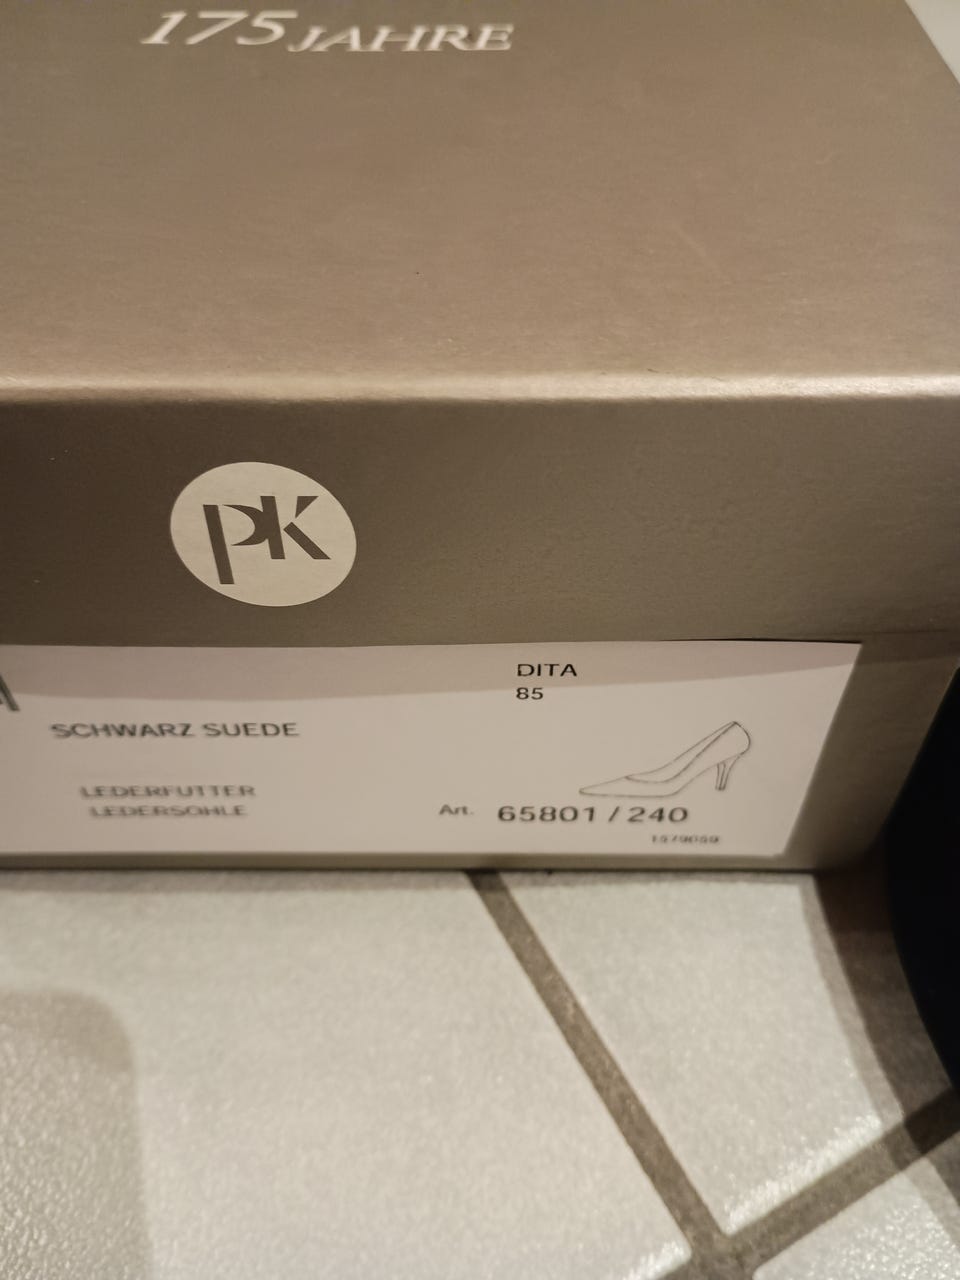 175 JAHRE
PK
DITA
85
SCHWARZ SUEDE
LEDERFUTTER
LEDERSOHLE
Art. 65801 / 240